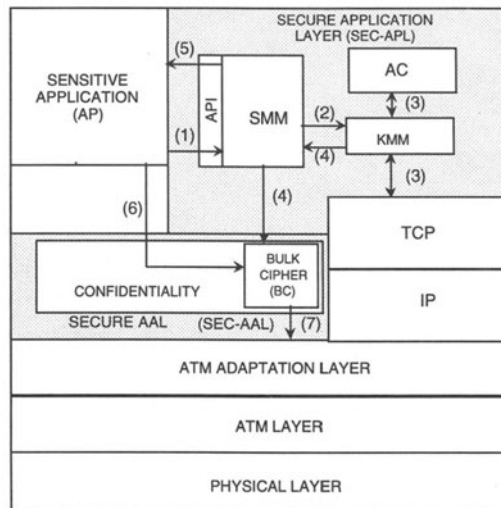 SECURE APPLICATION
LAYER (SEC-APL)
(5)
SENSITIVE
APPLICATION
(AP)
API
SMM
AC
(3)
(2)
(1)
KMM
(4)
(3)
(4)
(6)
TCP
BULK
CIPHER
(BC)
CONFIDENTIALITY
IP
SECURE AAL
(SEC-AAL)
(7)
ATM ADAPTATION LAYER
ATM LAYER
PHYSICAL LAYER